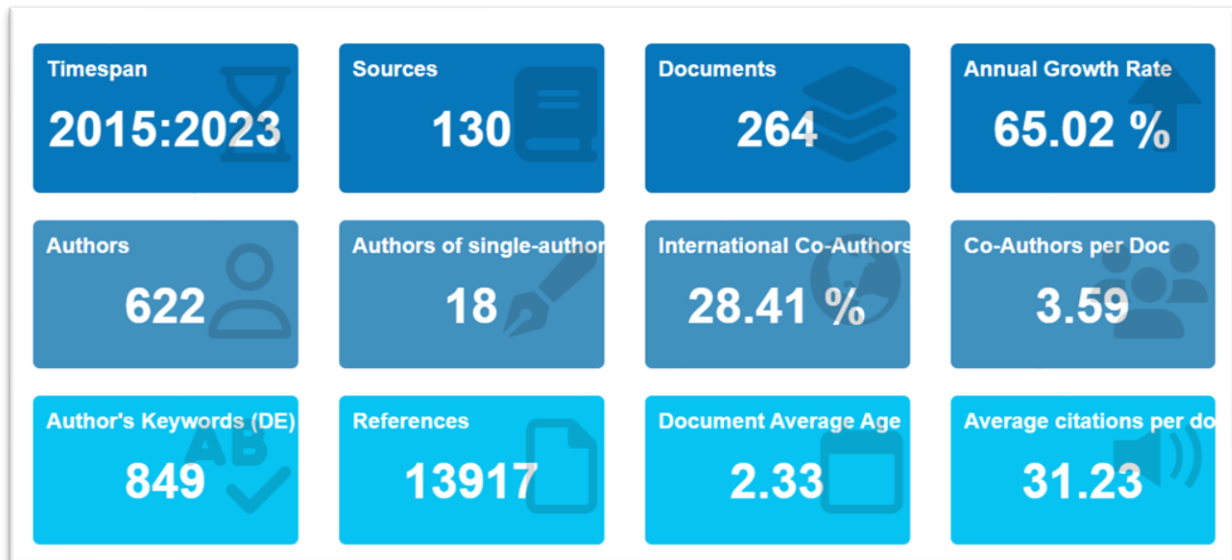 Timespan
2015:2023
Sources
130
Documents
264
Annual Growth Rate
65.02 %
Authors
622
Authors of single-author
18
International Co-Authors
28.41 %
Co-Authors per Doc
3.59
Author's Keywords (DE)
849
References
13917
Document Average Age
2.33
Average citations per do
31.23
AB